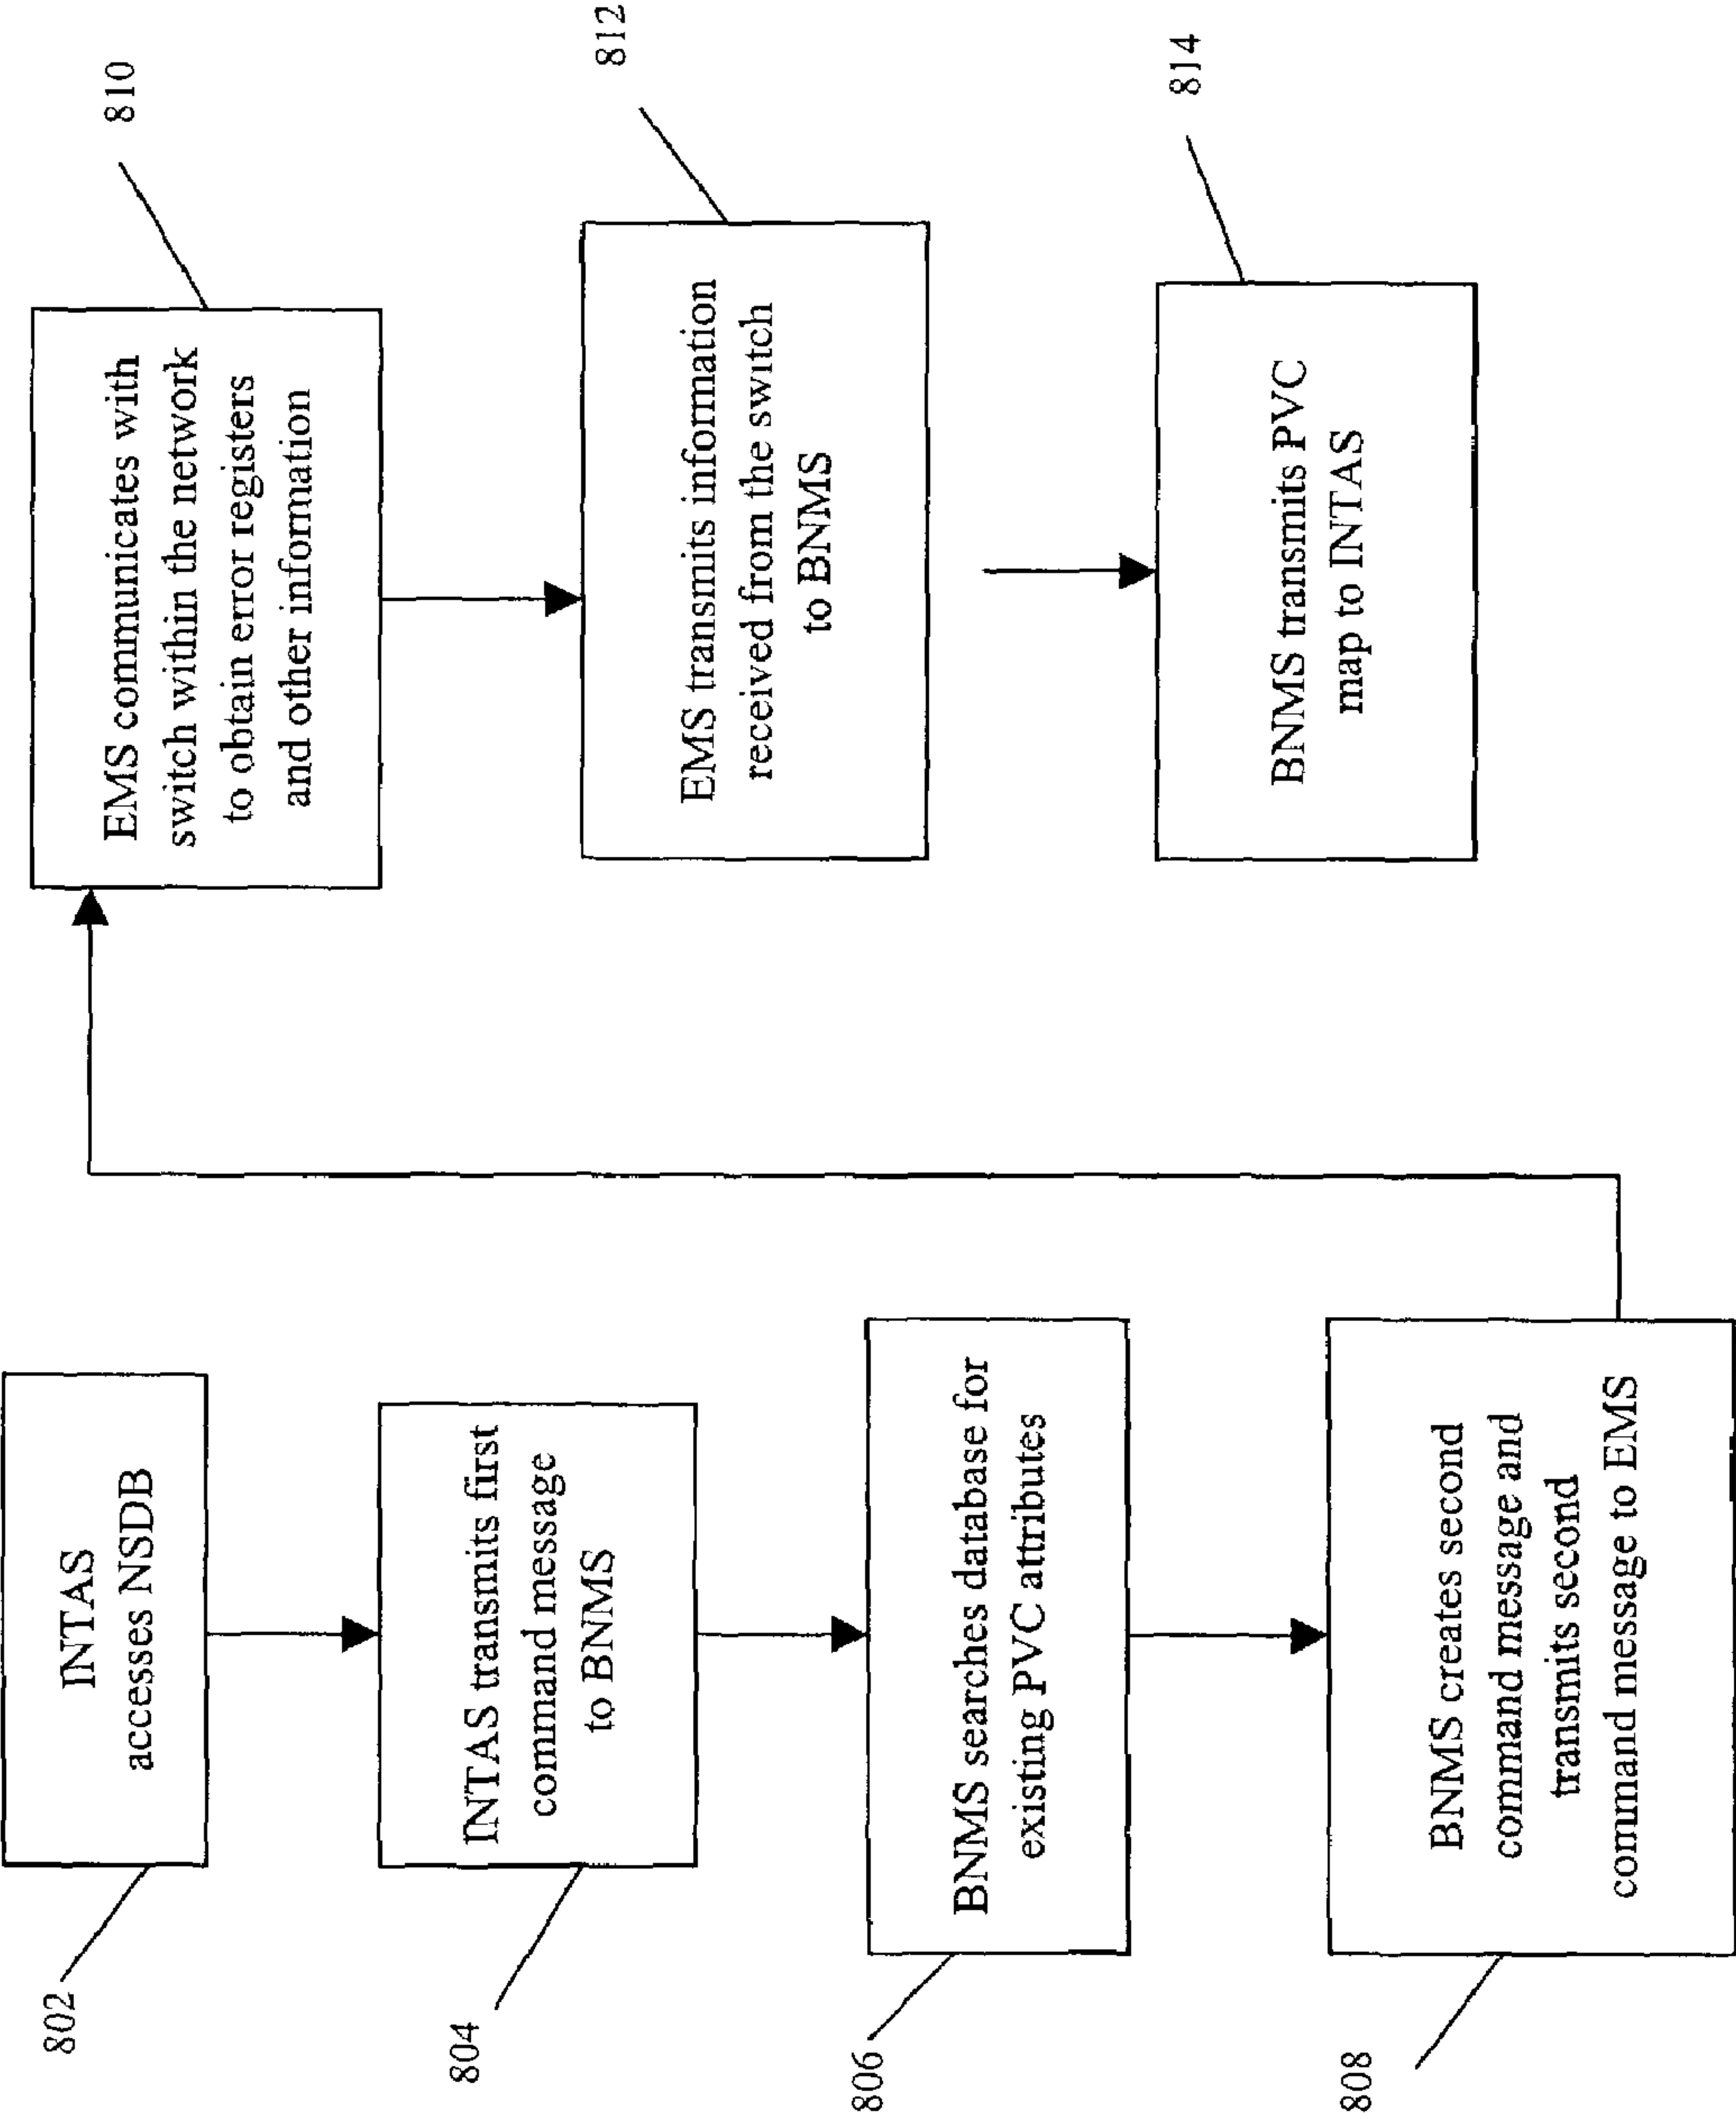 802
INTAS
accesses NSDB
804
INTAS transmits first
command message
to BNMS
806
BNMS searches database for
existing PVC attributes
808
BNMS creates second
command message and
transmits second
command message to EMS
810
EMS communicates with
switch within the network
to obtain error registers
and other information
812
EMS transmits information
received from the switch
to BNMS
814
BNMS transmits PVC
map to INTAS